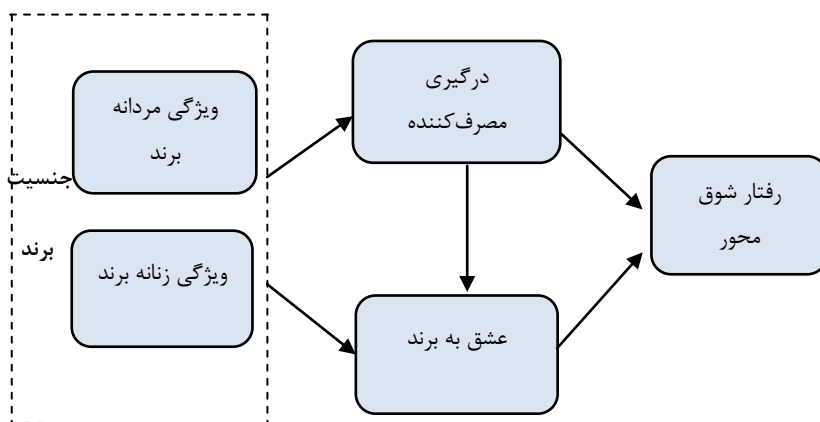 درگیری
مصرف‌کننده
ویژگی مردانه
برند
جنسیت
برند
رفتار شوق
محور
ویژگی زنانه برند
عشق به برند